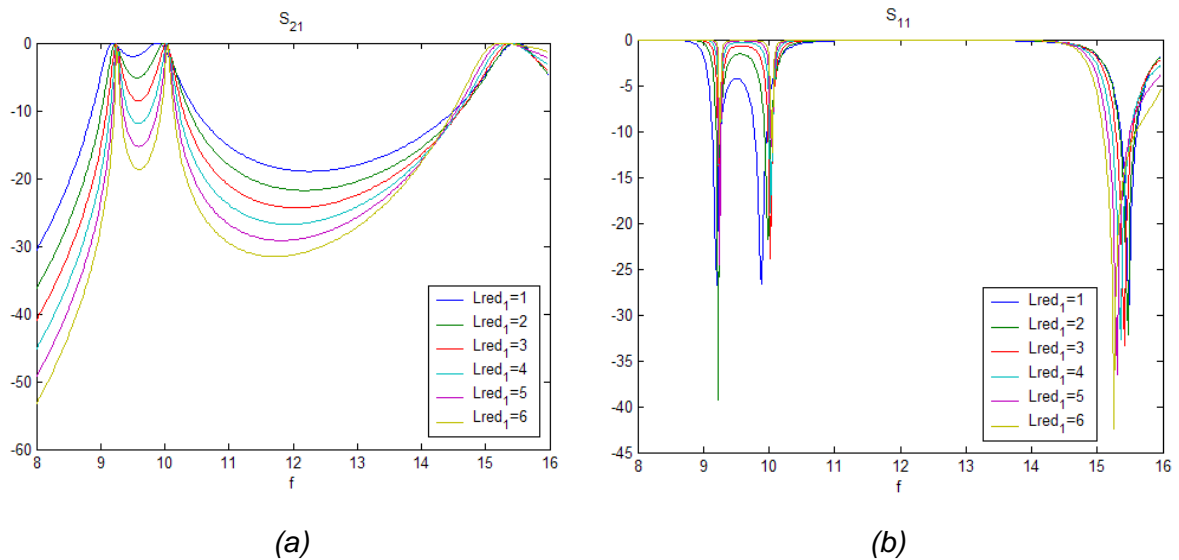 S21
0
-10
-20
-30
-40
-50
-60
8 9 10 11 12 13 14 15 16
f
Lred1=1
Lred1=2
Lred1=3
Lred1=4
Lred1=5
Lred1=6
(a)
S11
0
-5
-10
-15
-20
-25
-30
-35
-40
-45
8 9 10 11 12 13 14 15 16
f
Lred1=1
Lred1=2
Lred1=3
Lred1=4
Lred1=5
Lred1=6
(b)